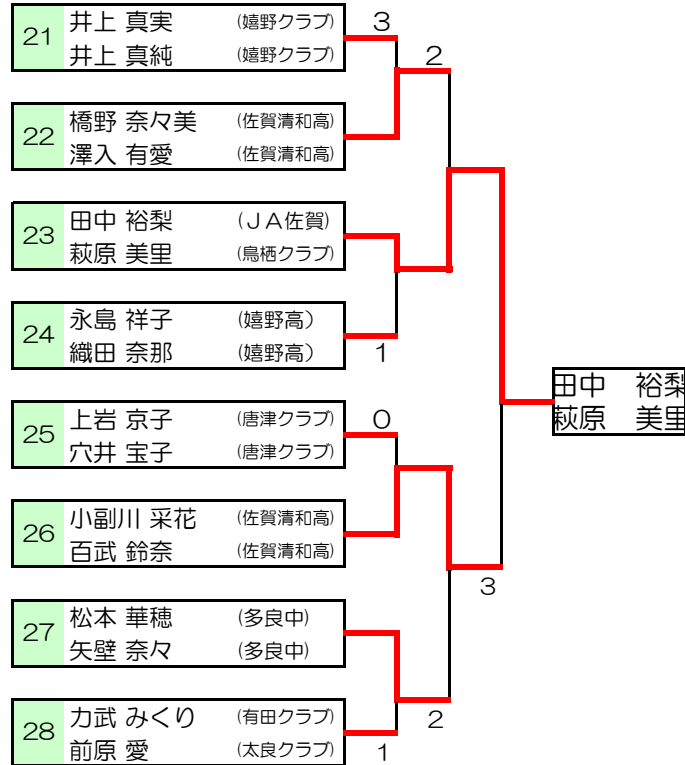 21 井上 真実 (嬉野クラブ) 3
井上 真純 (嬉野クラブ)
2
22 橋野 奈々美 (佐賀清和高)
澤入 有愛 (佐賀清和高)
23 田中 裕梨 (ＪＡ佐賀)
萩原 美里 (鳥栖クラブ)
24 永島 祥子 (嬉野高）
織田 奈那 (嬉野高）
1
田中　裕梨
萩原　美里
25 上岩 京子 (唐津クラブ) 0
穴井 宝子 (唐津クラブ)
26 小副川 采花 (佐賀清和高)
百武 鈴奈 (佐賀清和高)
3
27 松本 華穂 (多良中)
矢壁 奈々 (多良中)
2
28 力武 みくり (有田クラブ)
前原 愛 (太良クラブ) 1